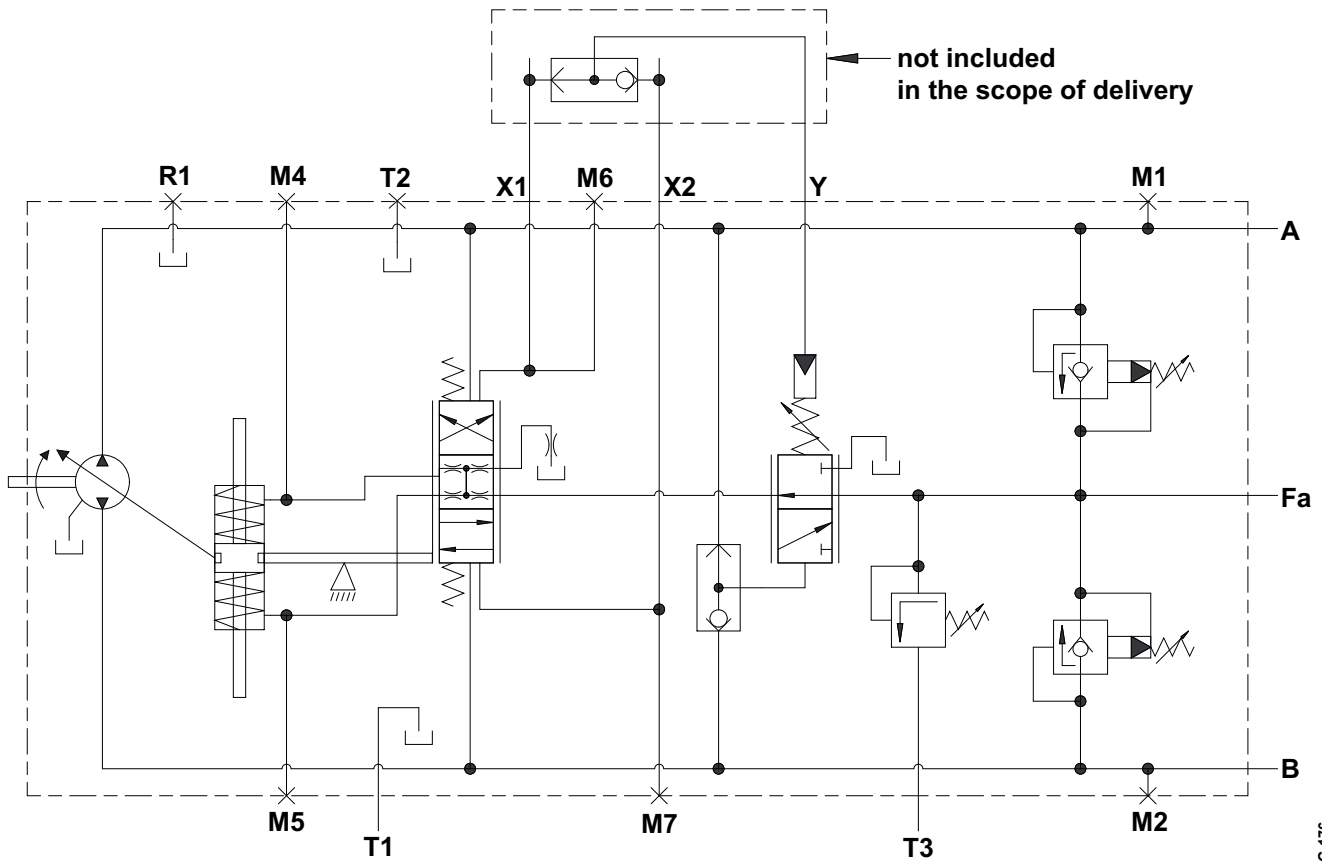 not included
in the scope of delivery
R1
M4
T2
X1
M6
X2
Y
M1
A
Fa
B
M5
T1
M7
T3
M2